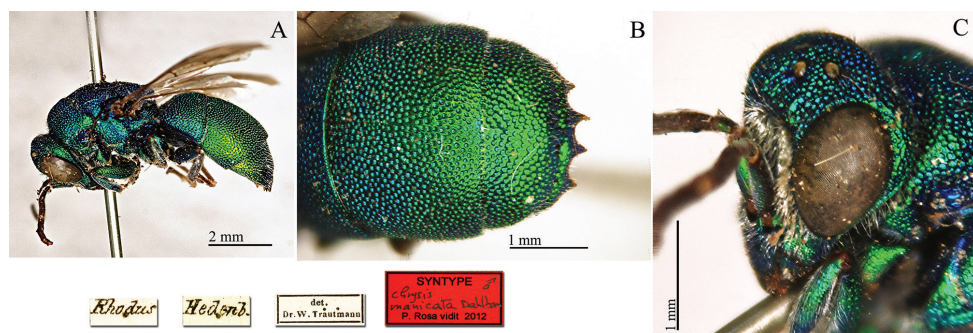 A
2 mm
B
1 mm
C
1 mm
Rhodus
Hedenb.
det.
Dr. W. Trautmann
SYNTYPE ♂
Chrysis
manicata Dahlbom
P. Rosa vidit 2012